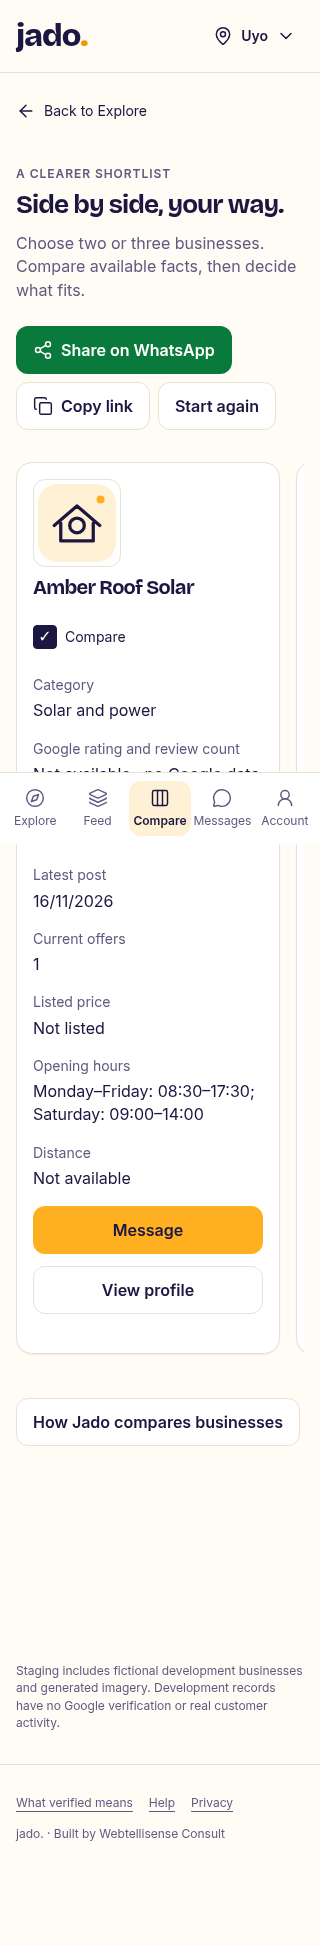 jado.
Uyo
Back to Explore
A CLEARER SHORTLIST
Side by side, your way.
Choose two or three businesses.
Compare available facts, then decide
what fits.
Share on WhatsApp
Copy link
Start again
Amber Roof Solar
✓ Compare
Category
Solar and power
Google rating and review count
Not available · no Google data
Explore
Feed
Compare
Messages
Account
Latest post
16/11/2026
Current offers
1
Listed price
Not listed
Opening hours
Monday–Friday: 08:30–17:30;
Saturday: 09:00–14:00
Distance
Not available
Message
View profile
How Jado compares businesses
Staging includes fictional development businesses
and generated imagery. Development records
have no Google verification or real customer
activity.
What verified means
Help
Privacy
jado. · Built by Webtellisense Consult